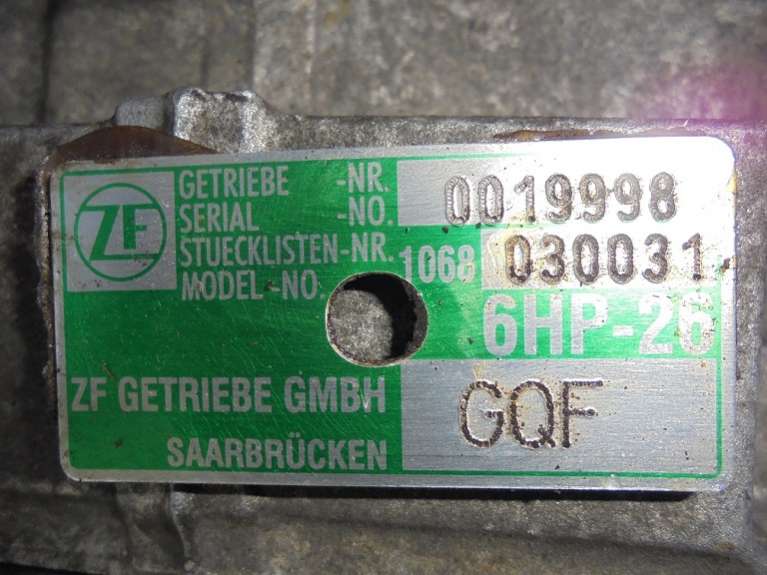 ZF
GETRIEBE -NR.
SERIAL -NO. 0019998
STUECKLISTEN-NR.
MODEL-NO. 1068 030031
6HP-26
ZF GETRIEBE GMBH
SAARBRÜCKEN
GQF